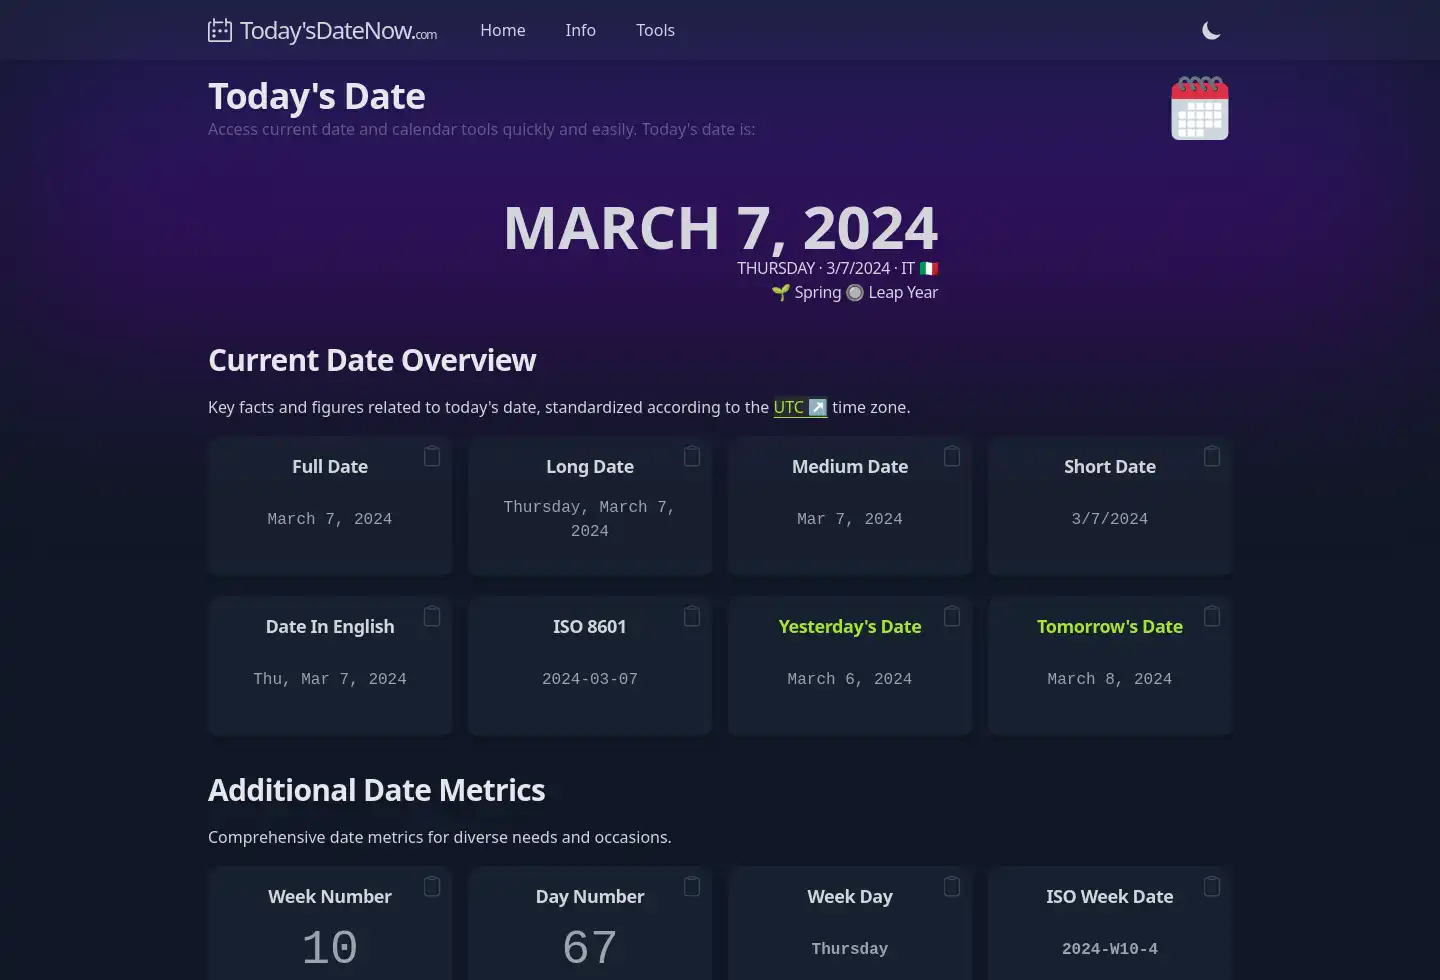 Today'sDateNow.com Home Info Tools
Today's Date
Access current date and calendar tools quickly and easily. Today's date is:
MARCH 7, 2024
THURSDAY · 3/7/2024 · IT 🇮🇹
🌱 Spring 🔘 Leap Year
Current Date Overview
Key facts and figures related to today's date, standardized according to the UTC ↗️ time zone.
Full Date
March 7, 2024
Long Date
Thursday, March 7,
2024
Medium Date
Mar 7, 2024
Short Date
3/7/2024
Date In English
Thu, Mar 7, 2024
ISO 8601
2024-03-07
Yesterday's Date
March 6, 2024
Tomorrow's Date
March 8, 2024
Additional Date Metrics
Comprehensive date metrics for diverse needs and occasions.
Week Number
10
Day Number
67
Week Day
Thursday
ISO Week Date
2024-W10-4